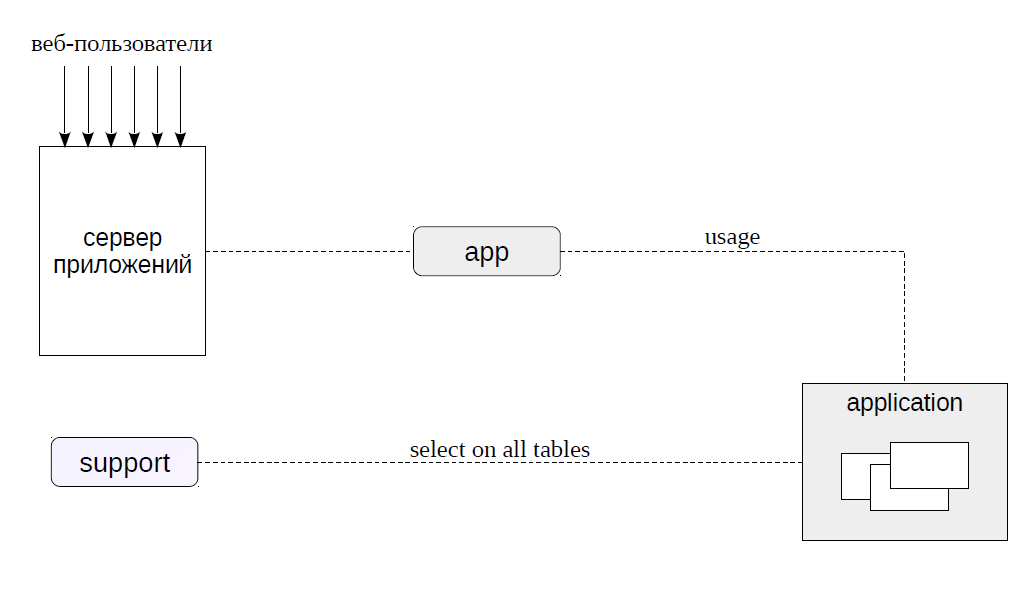 веб-пользователи
сервер
приложений
app
usage
application
support
select on all tables